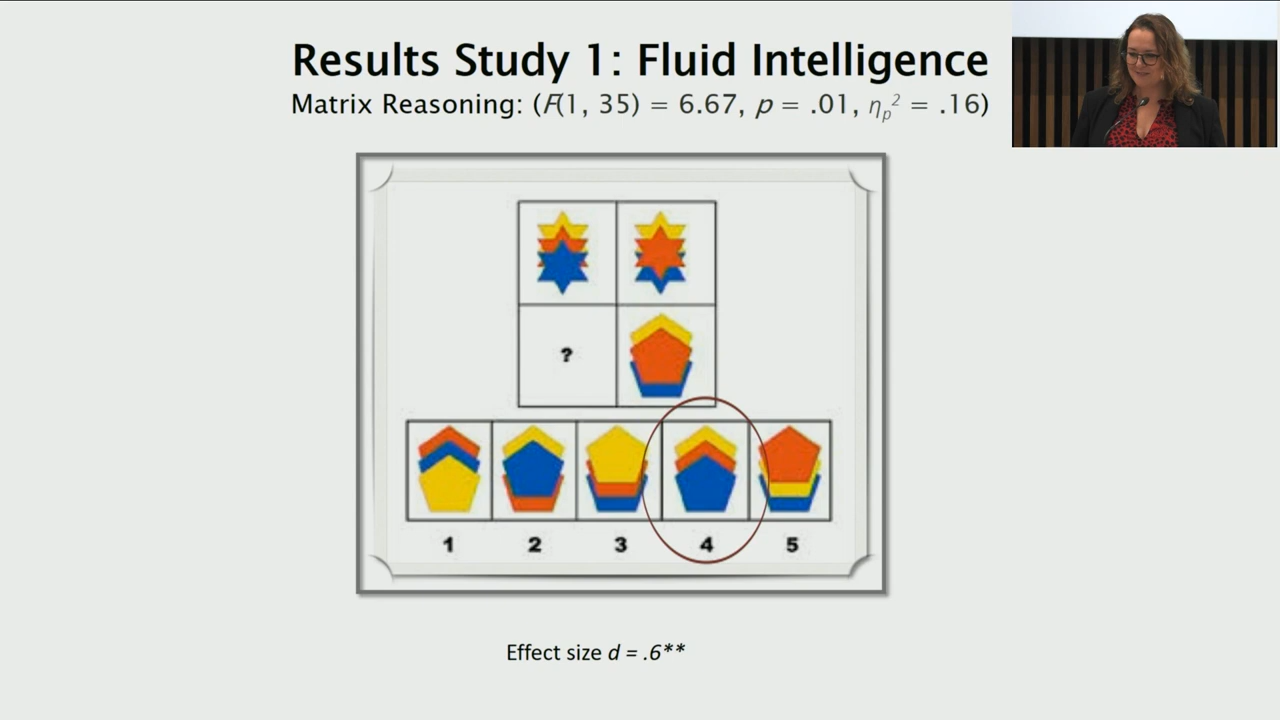 Results Study 1: Fluid Intelligence
Matrix Reasoning: (F(1, 35) = 6.67, p = .01, ηp² = .16)
?
1 2 3 4 5
Effect size d = .6**